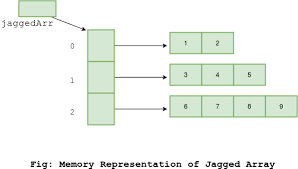 jaggedArr
0 1 2
1 3 4 5
2 6 7 8 9
Fig: Memory Representation of Jagged Array